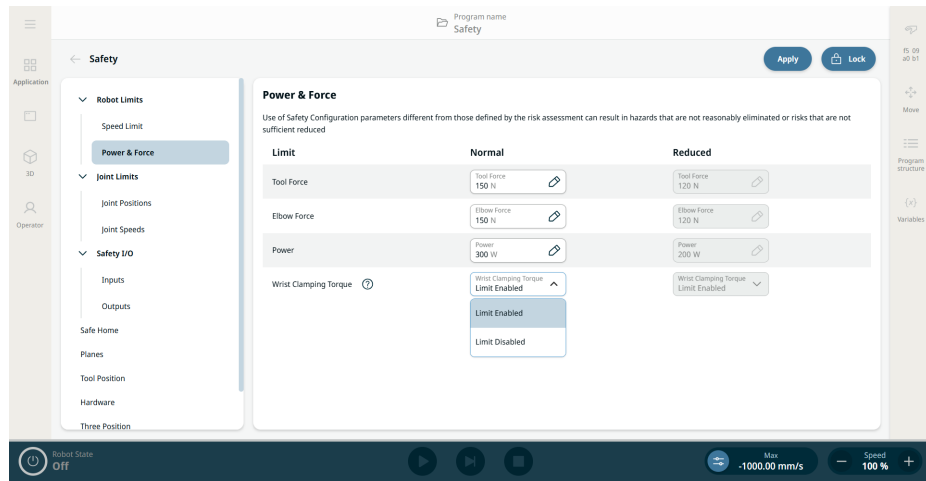 Program name
Safety
Safety
Apply
Lock
f5 09
a0 b1
Application
3D
Operator
Move
Program
structure
Variables
Robot Limits
Speed Limit
Power & Force
Joint Limits
Joint Positions
Joint Speeds
Safety I/O
Inputs
Outputs
Safe Home
Planes
Tool Position
Hardware
Three Position
Power & Force
Use of Safety Configuration parameters different from those defined by the risk assessment can result in hazards that are not reasonably eliminated or risks that are not
sufficient reduced
Limit Normal Reduced
Tool Force
Tool Force
150 N
Tool Force
120 N
Elbow Force
Elbow Force
150 N
Elbow Force
120 N
Power
Power
300 W
Power
200 W
Wrist Clamping Torque ?
Wrist Clamping Torque
Limit Enabled
Wrist Clamping Torque
Limit Enabled
Limit Enabled
Limit Disabled
Robot State
Off
Max
-1000.00 mm/s
Speed
100 %